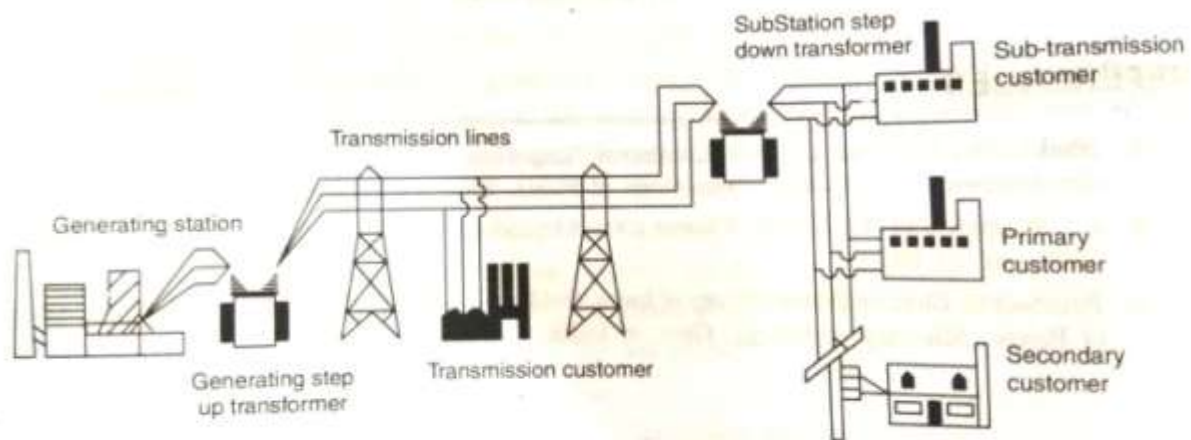 SubStation step
down transformer
Sub-transmission
customer
Transmission lines
Generating station
Primary
customer
Generating step
up transformer
Transmission customer
Secondary
customer